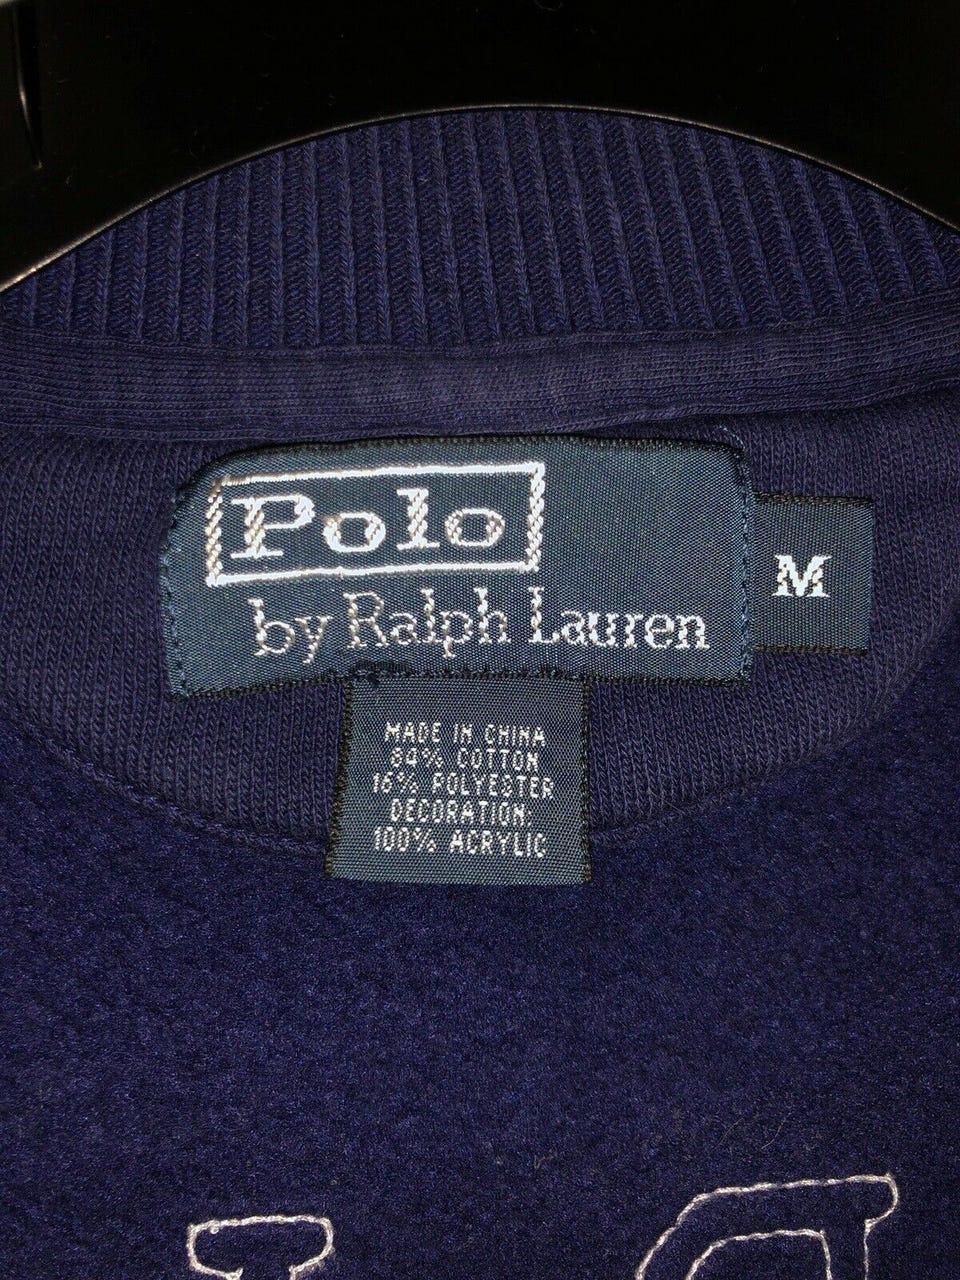 Polo
by Ralph Lauren
M
MADE IN CHINA
84% COTTON
16% POLYESTER
DECORATION:
100% ACRYLIC